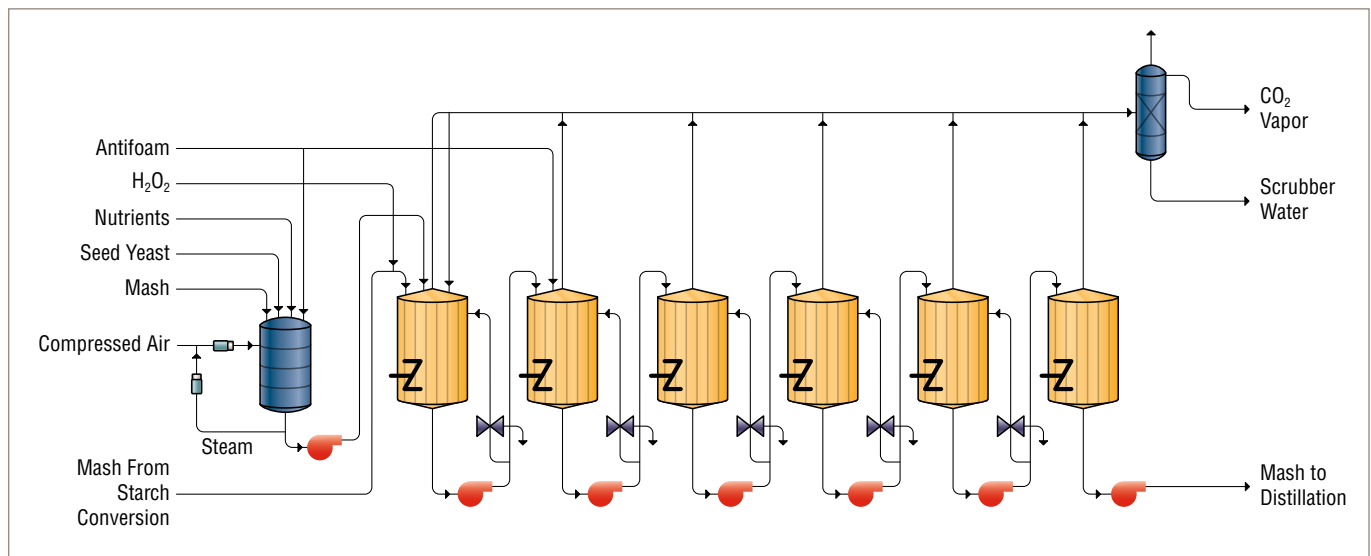 Antifoam
H₂O₂
Nutrients
Seed Yeast
Mash
Compressed Air
Steam
Mash From
Starch
Conversion
CO₂
Vapor
Scrubber
Water
Mash to
Distillation